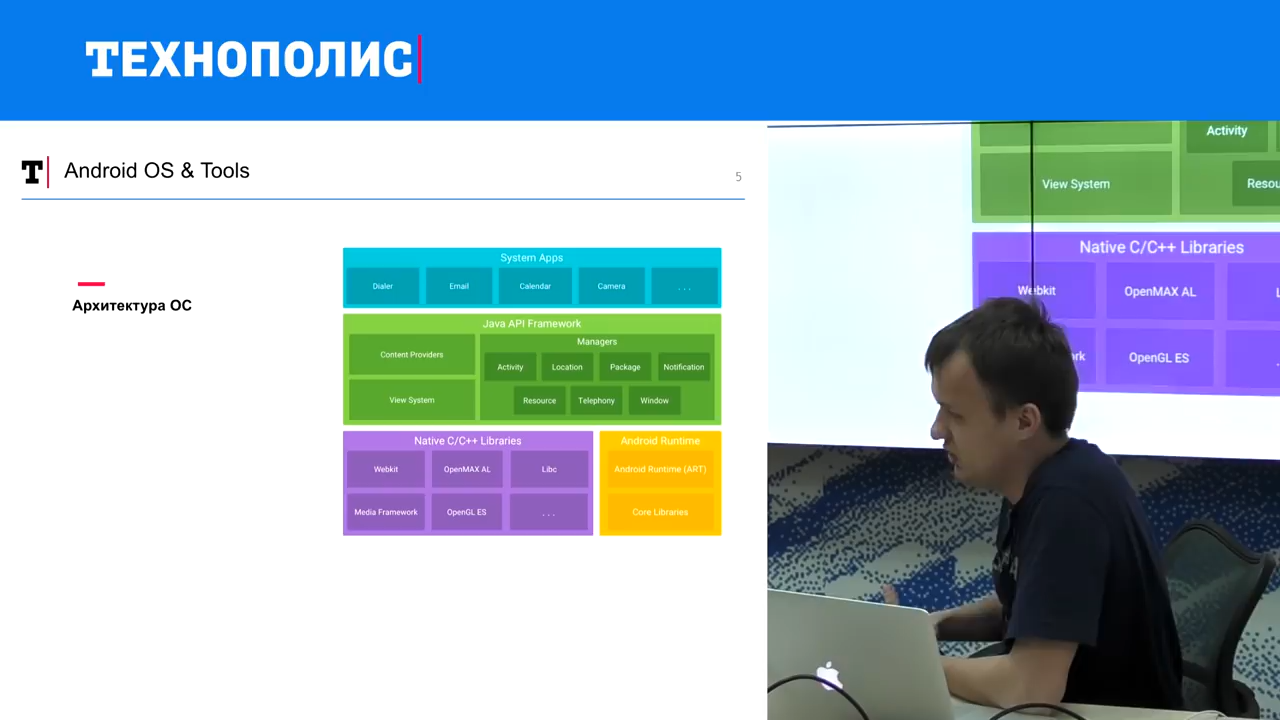 ТЕХНОПОЛИС
T
Android OS & Tools
5
Архитектура ОС
System Apps
Dialer
Email
Calendar
Camera
. . .
Java API Framework
Content Providers
View System
Managers
Activity
Location
Package
Notification
Resource
Telephony
Window
Native C/C++ Libraries
Webkit
OpenMAX AL
Libc
Media Framework
OpenGL ES
. . .
Android Runtime
Android Runtime (ART)
Core Libraries
Activity
View System
Native C/C++ Libraries
Webkit
OpenMAX AL
OpenGL ES